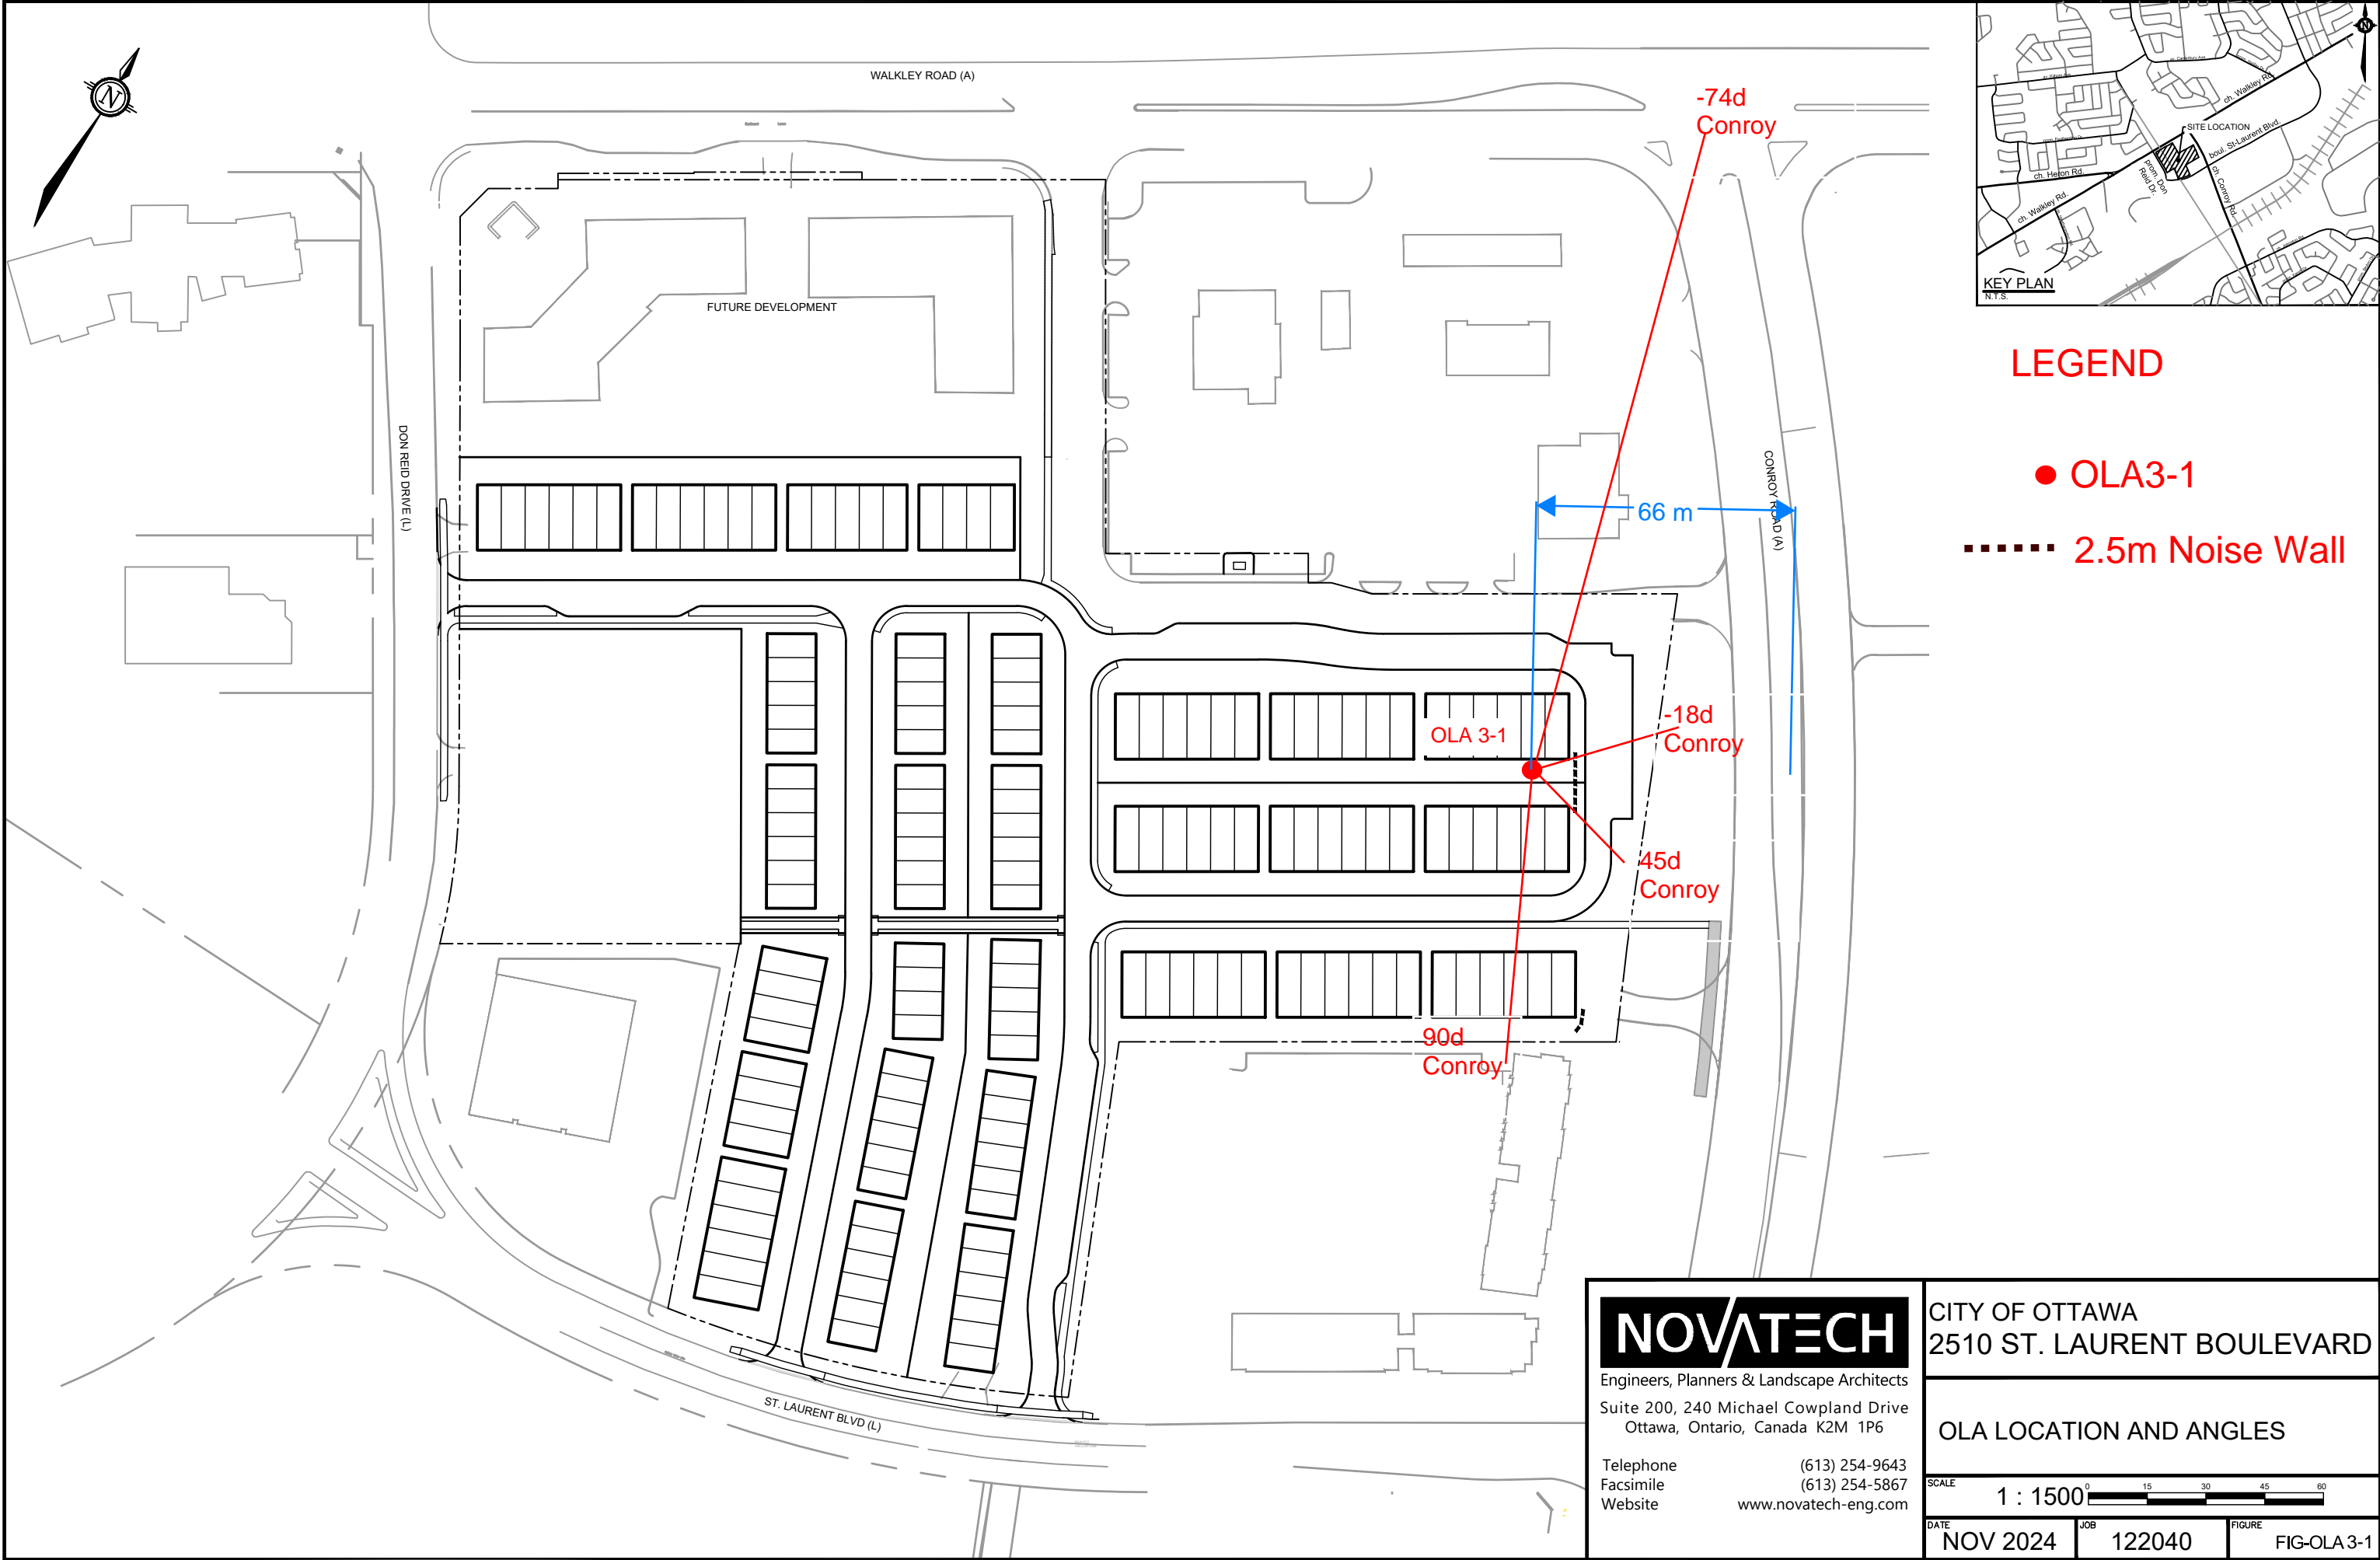 WALKLEY ROAD (A)
-74d
Conroy
N
N
SITE LOCATION
ch. Walkley Rd.
boul. St-Laurent Blvd.
ch. Heron Rd.
prom. Don
Reid Dr.
ch. Conroy Rd.
ch. Walkley Rd.
KEY PLAN
N.T.S.
FUTURE DEVELOPMENT
LEGEND
OLA3-1
2.5m Noise Wall
DON REID DRIVE (L)
CONROY ROAD (A)
66 m
OLA 3-1
-18d
Conroy
45d
Conroy
90d
Conroy
ST. LAURENT BLVD (L)
NOVATECH
Engineers, Planners & Landscape Architects
Suite 200, 240 Michael Cowpland Drive
Ottawa, Ontario, Canada K2M 1P6
Telephone (613) 254-9643
Facsimile (613) 254-5867
Website www.novatech-eng.com
CITY OF OTTAWA
2510 ST. LAURENT BOULEVARD
OLA LOCATION AND ANGLES
SCALE
1 : 1500
0 15 30 45 60
DATE
NOV 2024
JOB
122040
FIGURE
FIG-OLA 3-1